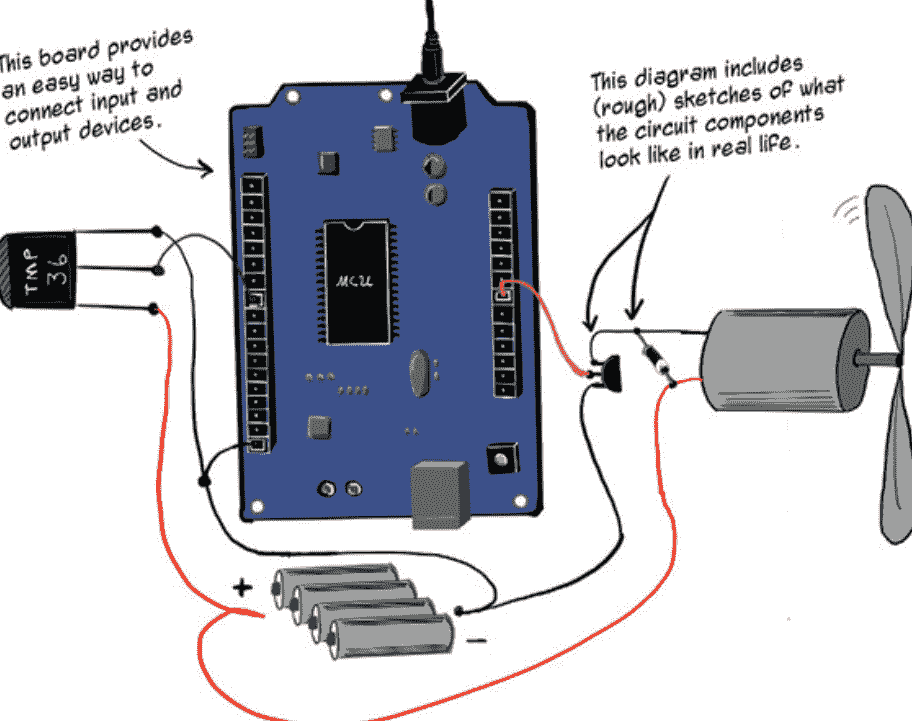 This board provides
an easy way to
connect input and
output devices.
This diagram includes
(rough) sketches of what
the circuit components
look like in real life.
TMP
36
MCU
+
−